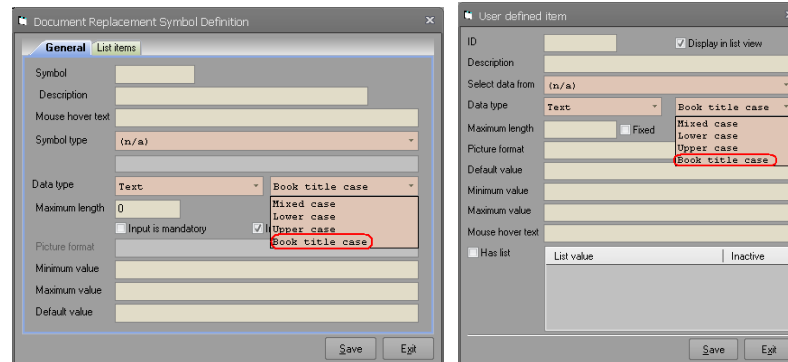 Document Replacement Symbol Definition
General List items
Symbol
Description
Mouse hover text
Symbol type (n/a)
Data type Text Book title case
Mixed case
Lower case
Upper case
Book title case
Maximum length 0
Input is mandatory
Picture format
Minimum value
Maximum value
Default value
Save Exit
User defined item
ID Display in list view
Description
Select data from (n/a)
Data type Text Book title case
Mixed case
Lower case
Upper case
Book title case
Maximum length Fixed
Picture format
Default value
Minimum value
Maximum value
Mouse hover text
Has list List value Inactive
Save Exit